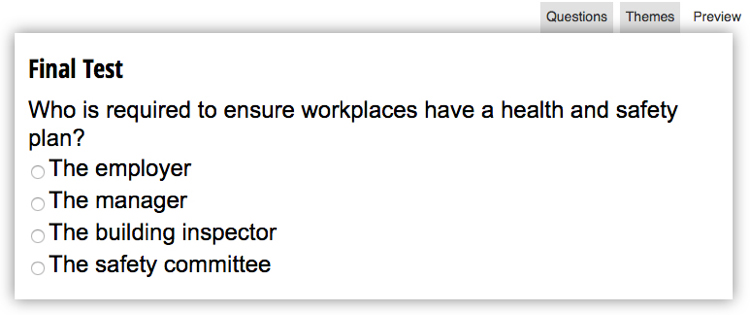 Questions Themes Preview
Final Test
Who is required to ensure workplaces have a health and safety
plan?
The employer
The manager
The building inspector
The safety committee